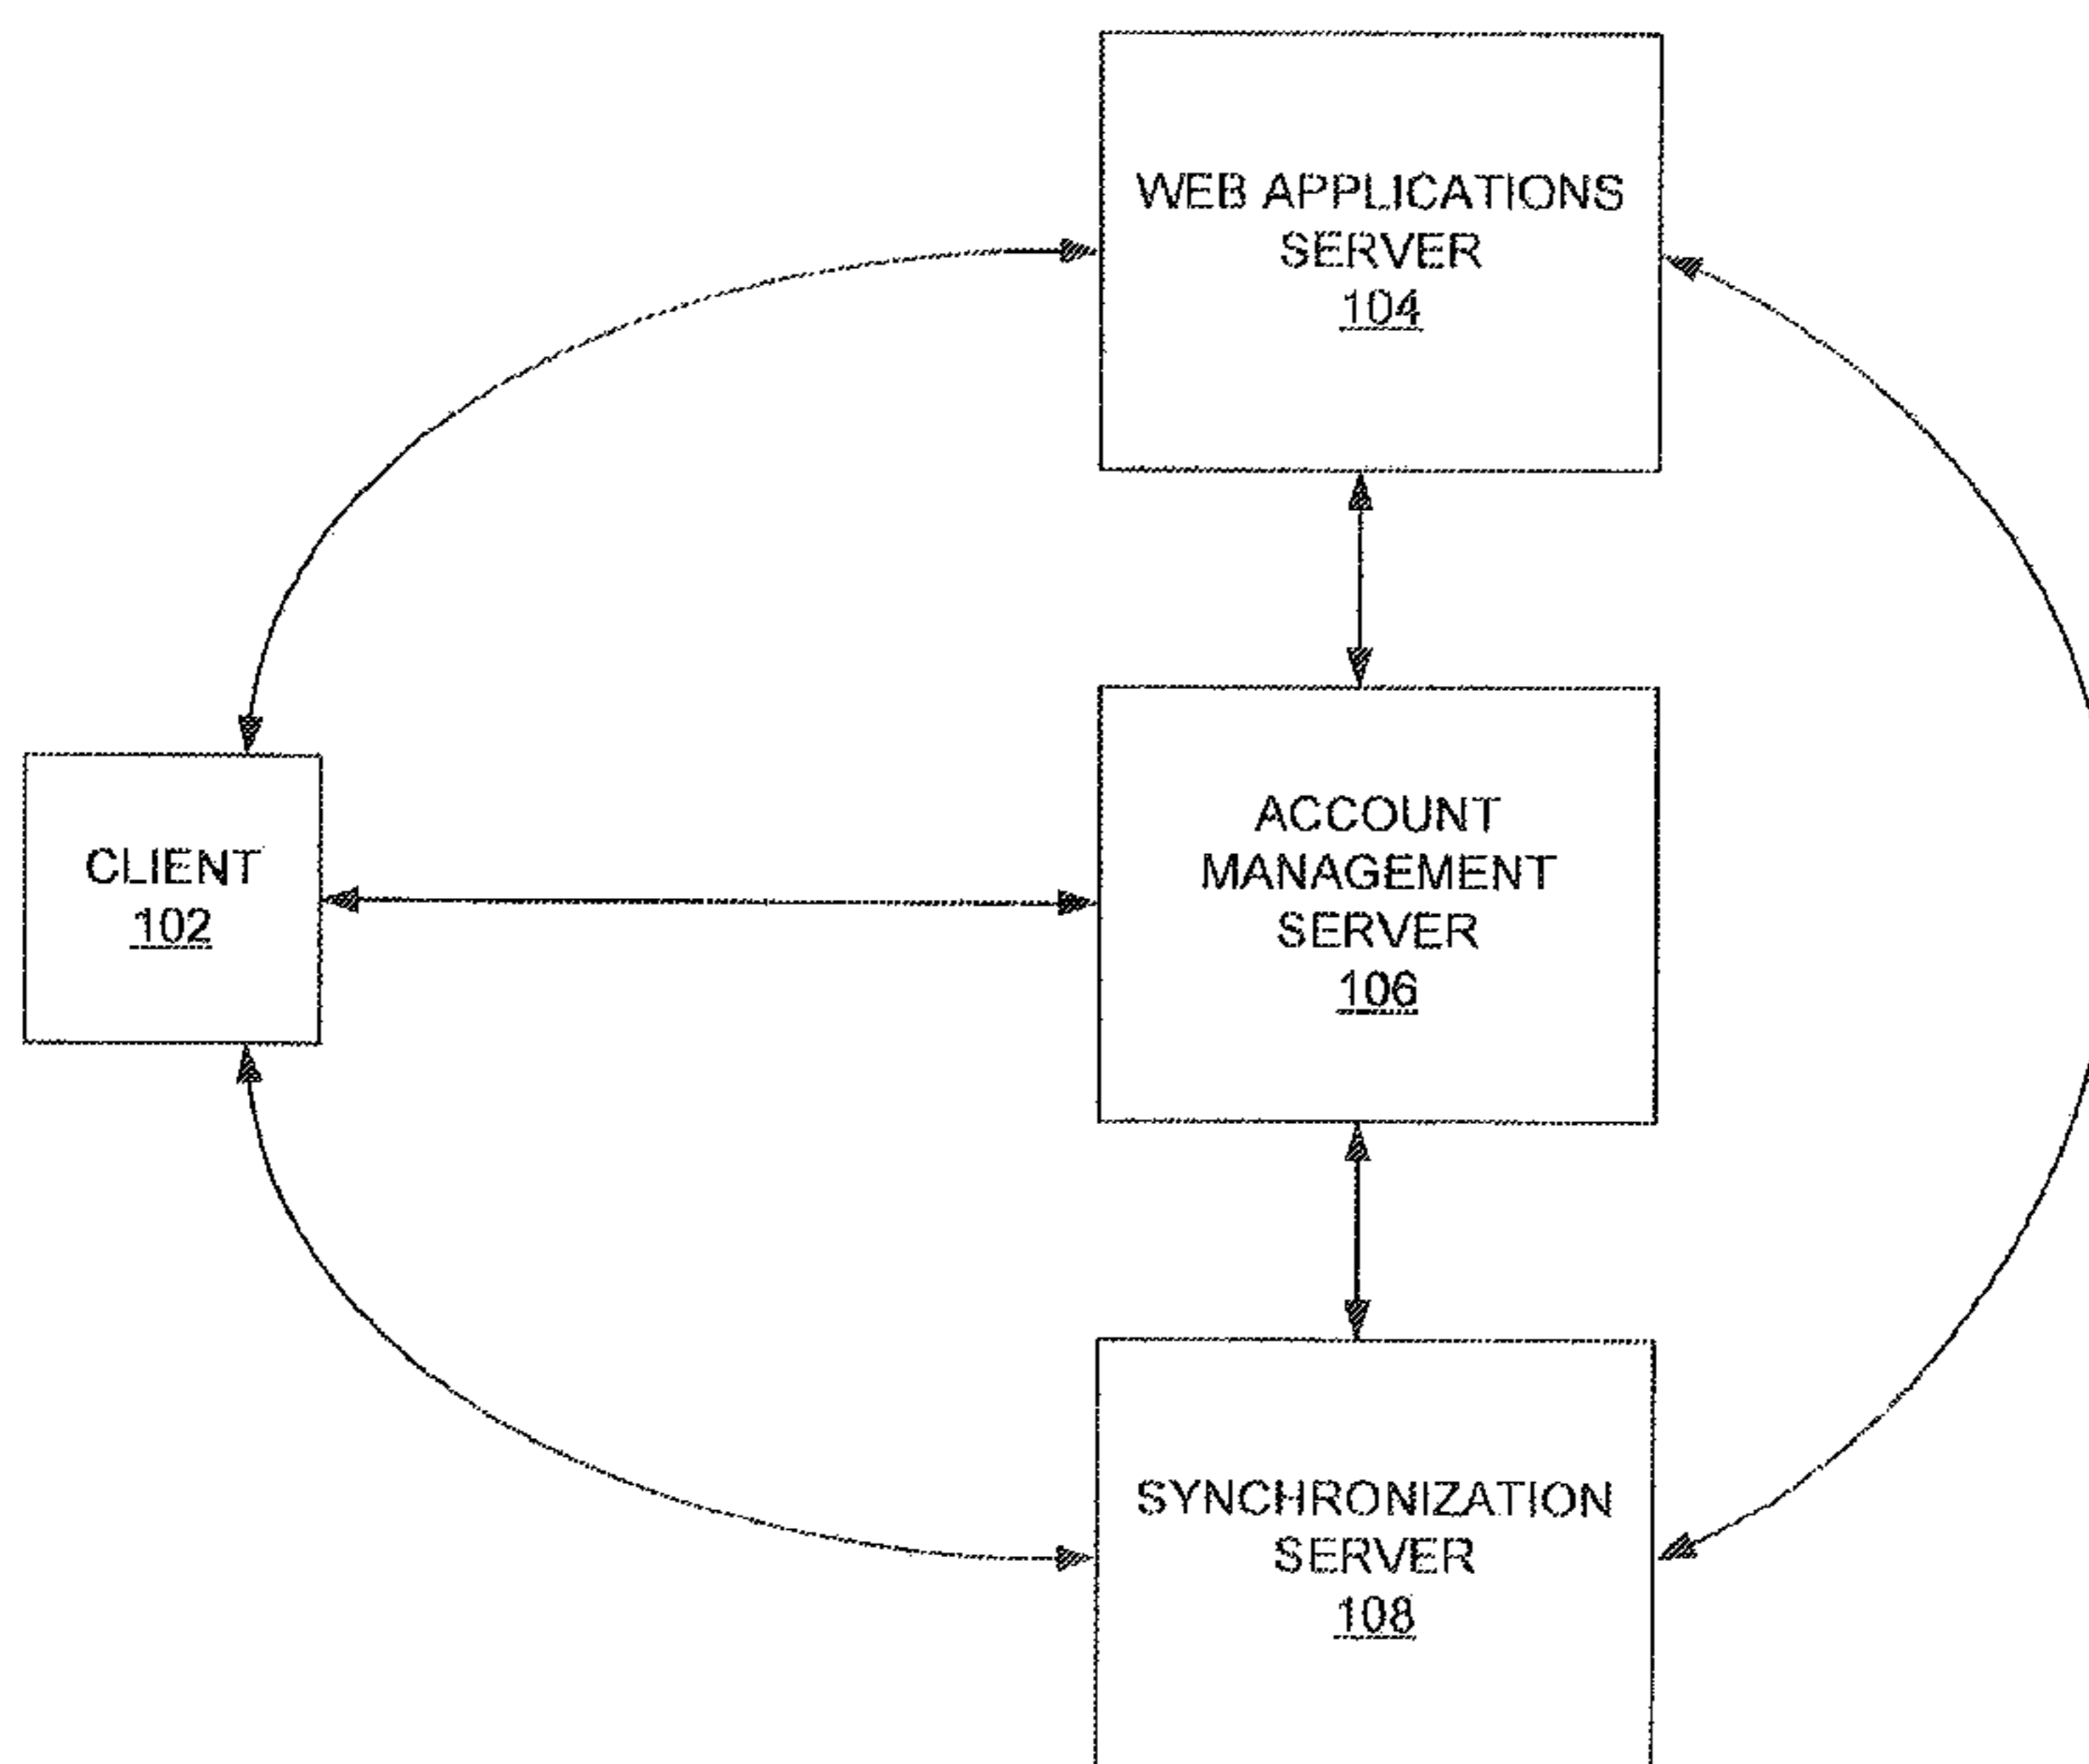 WEB APPLICATIONS
SERVER
104
CLIENT
102
ACCOUNT
MANAGEMENT
SERVER
106
SYNCHRONIZATION
SERVER
108